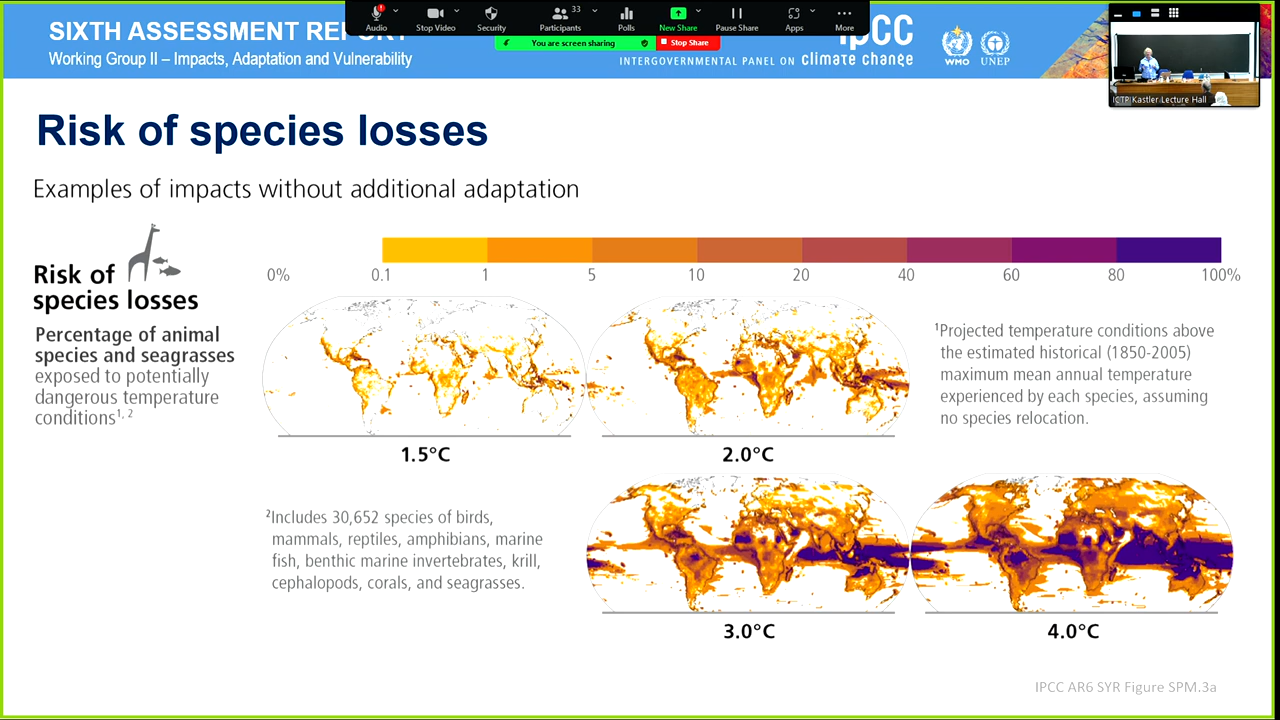 Audio
Stop Video
Security
Participants
33
Polls
New Share
Pause Share
Apps
More
You are screen sharing
Stop Share
SIXTH ASSESSMENT REPORT
Working Group II – Impacts, Adaptation and Vulnerability
ipcc
INTERGOVERNMENTAL PANEL ON climate change
WMO
UNEP
ICTP Kastler Lecture Hall
Risk of species losses
Examples of impacts without additional adaptation
Risk of
species losses
Percentage of animal
species and seagrasses
exposed to potentially
dangerous temperature
conditions1, 2
0% 0.1 1 5 10 20 40 60 80 100%
1.5°C
2.0°C
1Projected temperature conditions above
the estimated historical (1850-2005)
maximum mean annual temperature
experienced by each species, assuming
no species relocation.
2Includes 30,652 species of birds,
mammals, reptiles, amphibians, marine
fish, benthic marine invertebrates, krill,
cephalopods, corals, and seagrasses.
3.0°C
4.0°C
IPCC AR6 SYR Figure SPM.3a